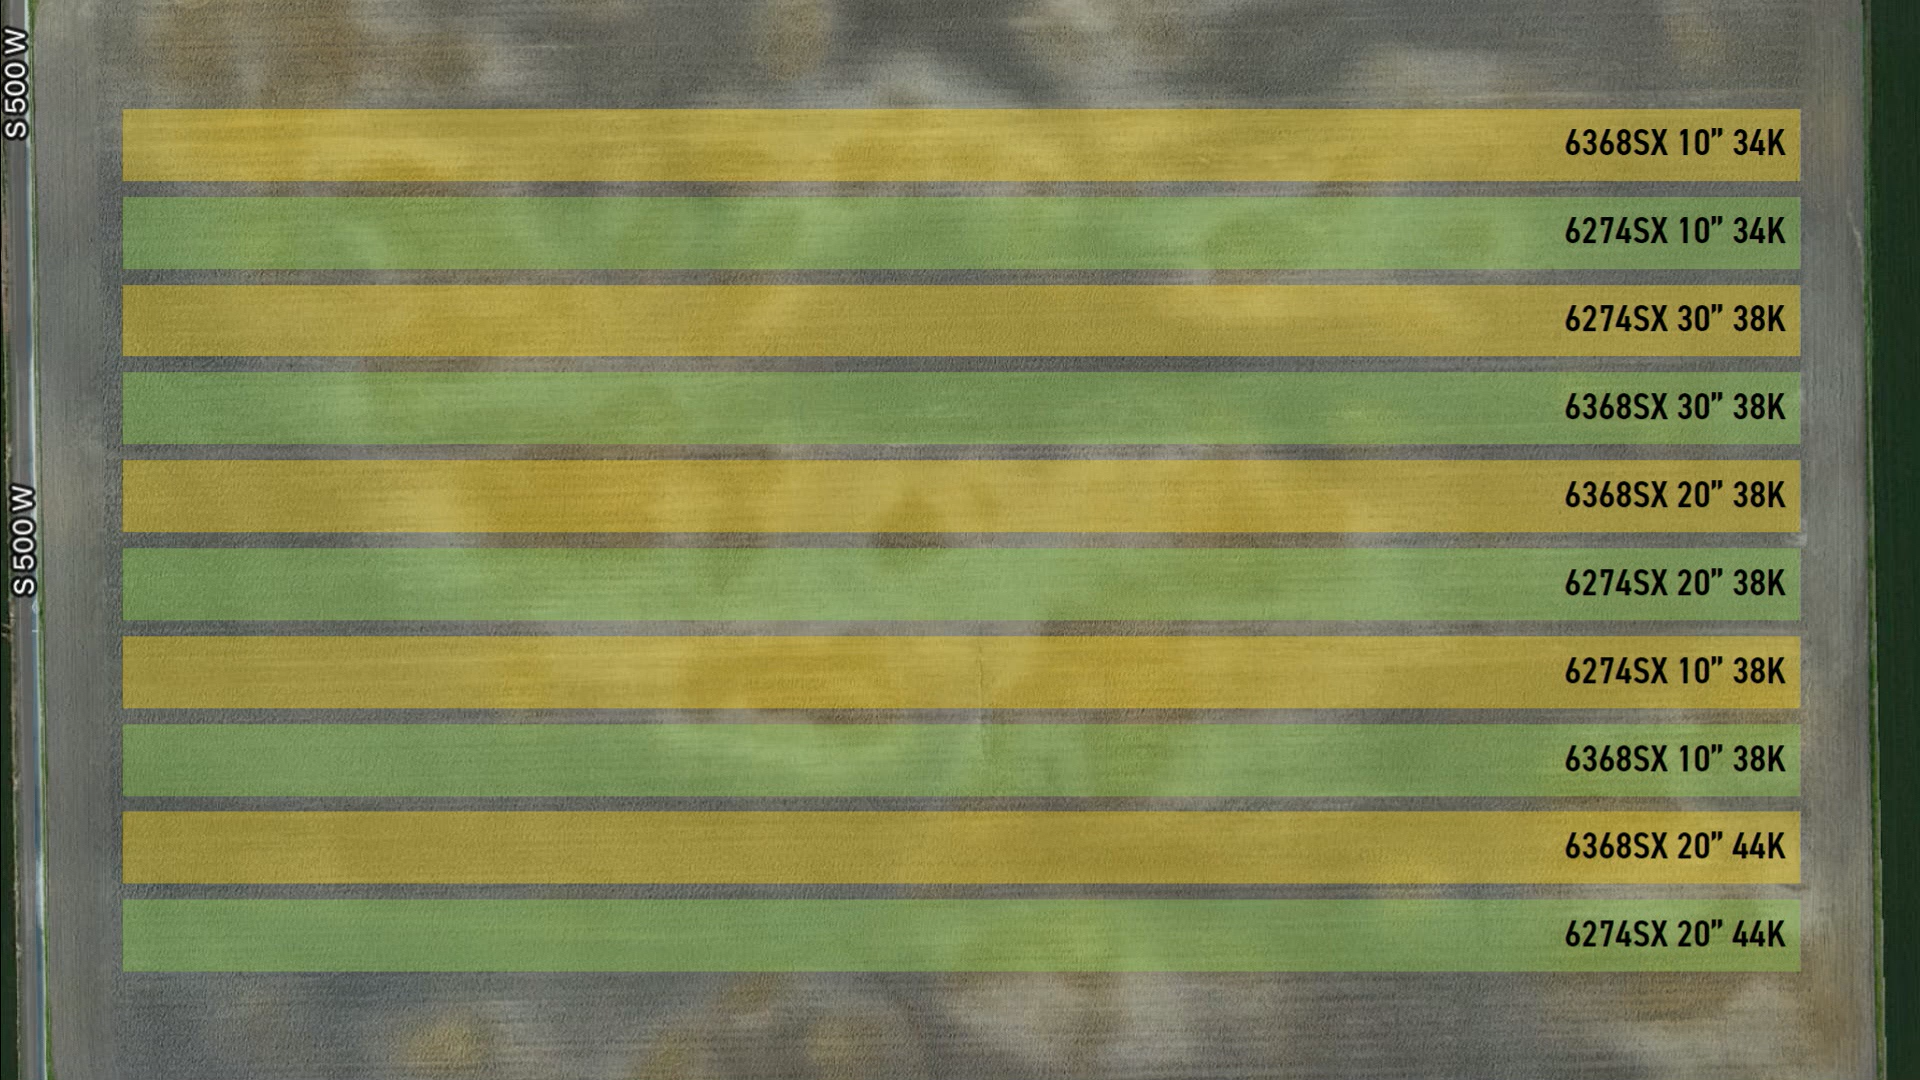 S 500 W
6368SX 10” 34K
6274SX 10” 34K
6274SX 30” 38K
6368SX 30” 38K
6368SX 20” 38K
S 500 W
6274SX 20” 38K
6274SX 10” 38K
6368SX 10” 38K
6368SX 20” 44K
6274SX 20” 44K